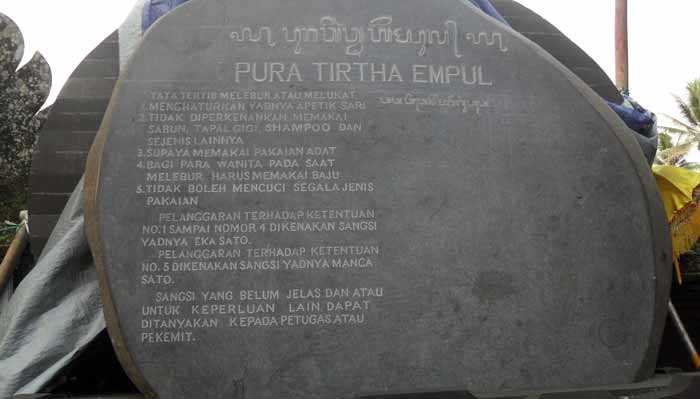 PURA TIRTHA EMPUL
TATA TERTIB MELEBUR ATAU MELUKAT.
1. MENGHATURKAN YADNYA APETIK SARI
2. TIDAK DIPERKENANKAN MEMAKAI
SABUN, TAPAL GIGI, SHAMPOO DAN
SEJENIS LAINNYA
3. SUPAYA MEMAKAI PAKAIAN ADAT
4. BAGI PARA WANITA PADA SAAT
MELEBUR HARUS MEMAKAI BAJU
5. TIDAK BOLEH MENCUCI SEGALA JENIS
PAKAIAN
PELANGGARAN TERHADAP KETENTUAN
NO.1 SAMPAI NOMOR 4 DIKENAKAN SANGSI
YADNYA EKA SATO.
PELANGGARAN TERHADAP KETENTUAN
NO. 5 DIKENAKAN SANGSI YADNYA MANCA
SATO.
SANGSI YANG BELUM JELAS DAN ATAU
UNTUK KEPERLUAN LAIN DAPAT
DITANYAKAN KEPADA PETUGAS ATAU
PEKEMIT.